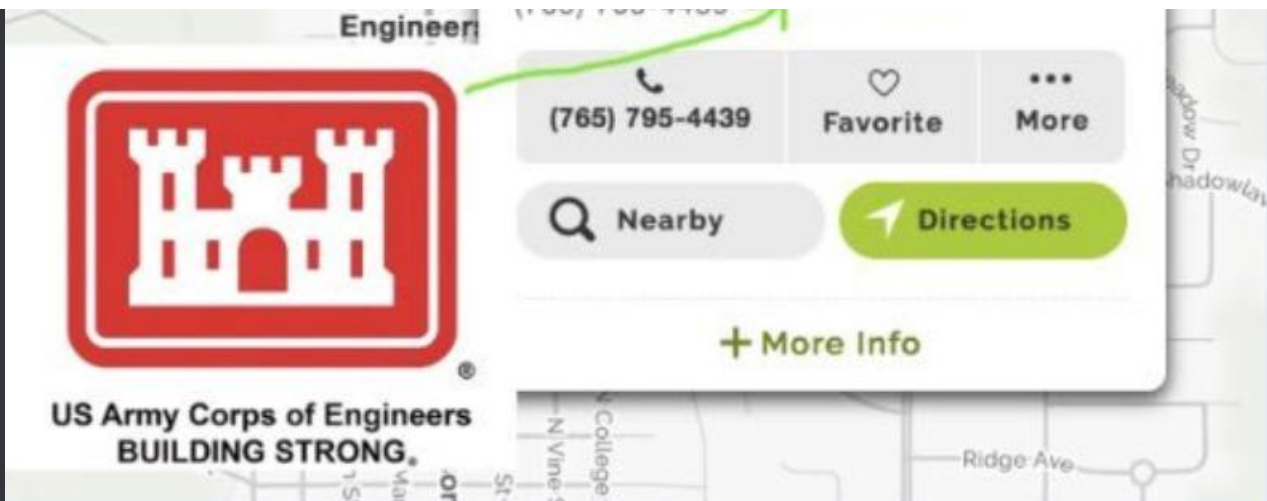 Engineer
(765) 795-4439
Favorite
More
Nearby
Directions
+ More Info
®
US Army Corps of Engineers
BUILDING STRONG®
N College
N Vine S
Ridge Ave